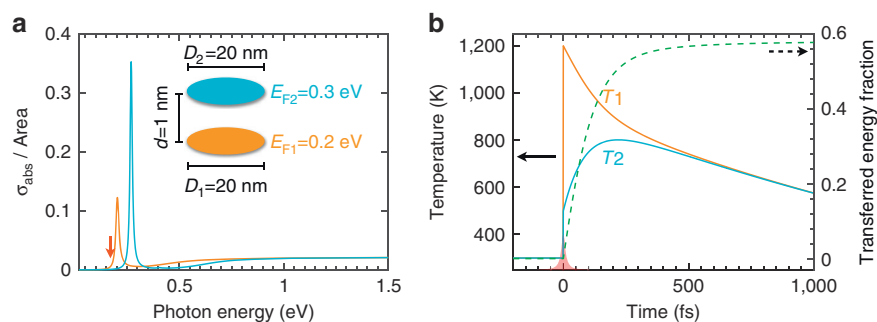 a
0.4
0.3
0.2
0.1
0
σabs / Area
0.5
1.0
1.5
Photon energy (eV)
D2=20 nm
EF2=0.3 eV
d=1 nm
EF1=0.2 eV
D1=20 nm
b
1,200
1,000
800
600
400
Temperature (K)
0
500
1,000
Time (fs)
0.6
0.4
0.2
0
Transferred energy fraction
T1
T2